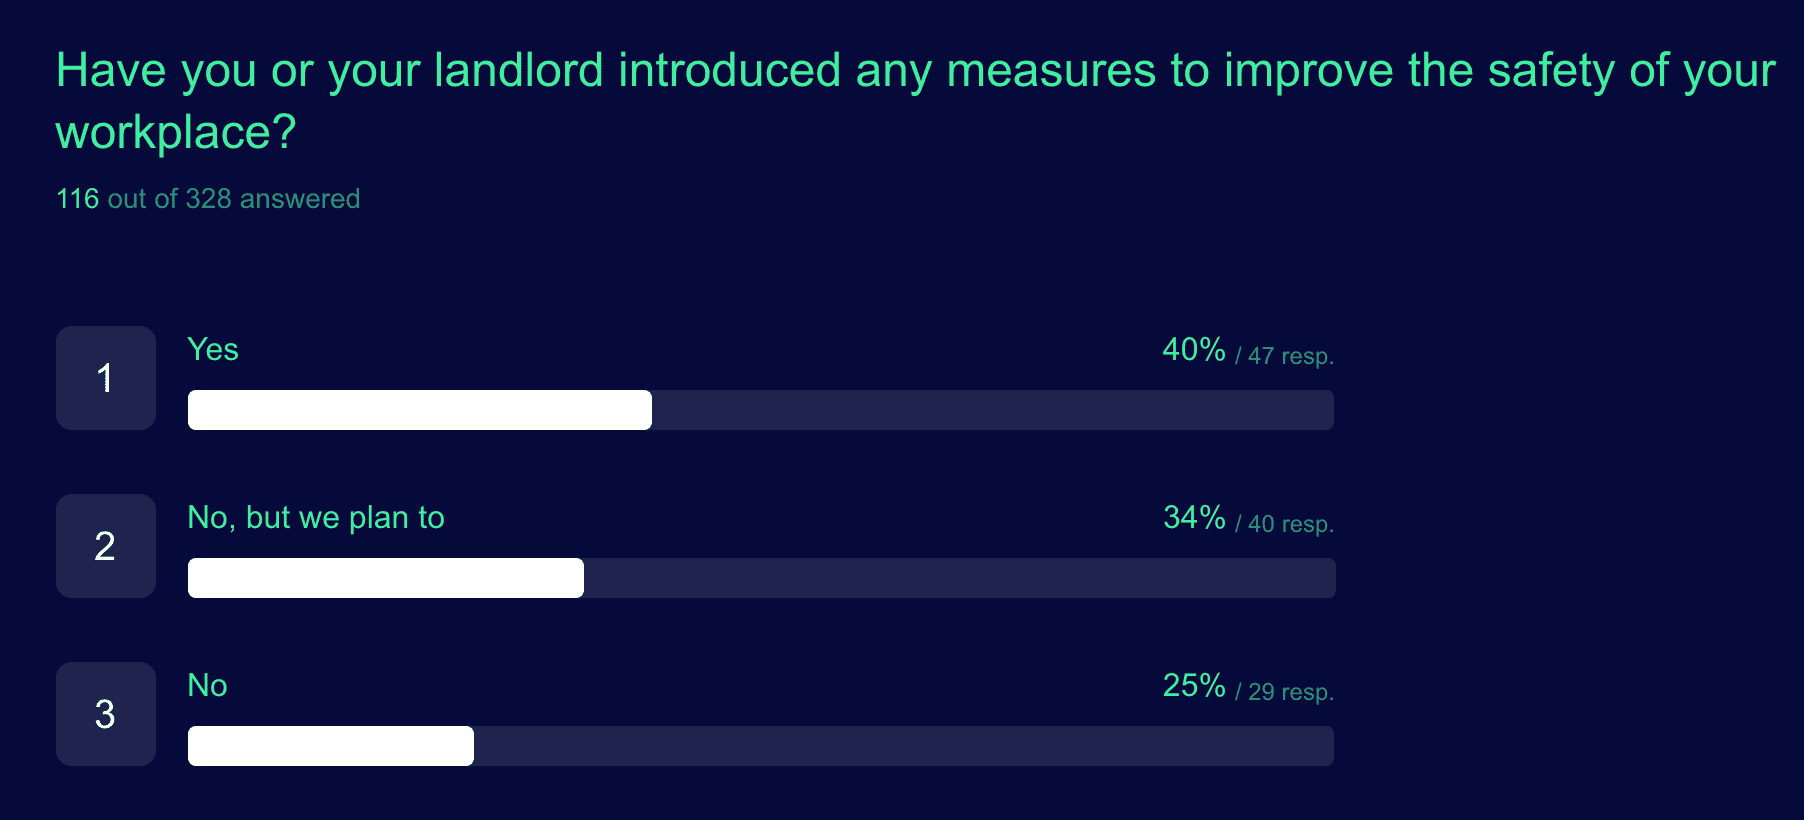 Have you or your landlord introduced any measures to improve the safety of your
workplace?
116 out of 328 answered
1
Yes
40% / 47 resp.
2
No, but we plan to
34% / 40 resp.
3
No
25% / 29 resp.